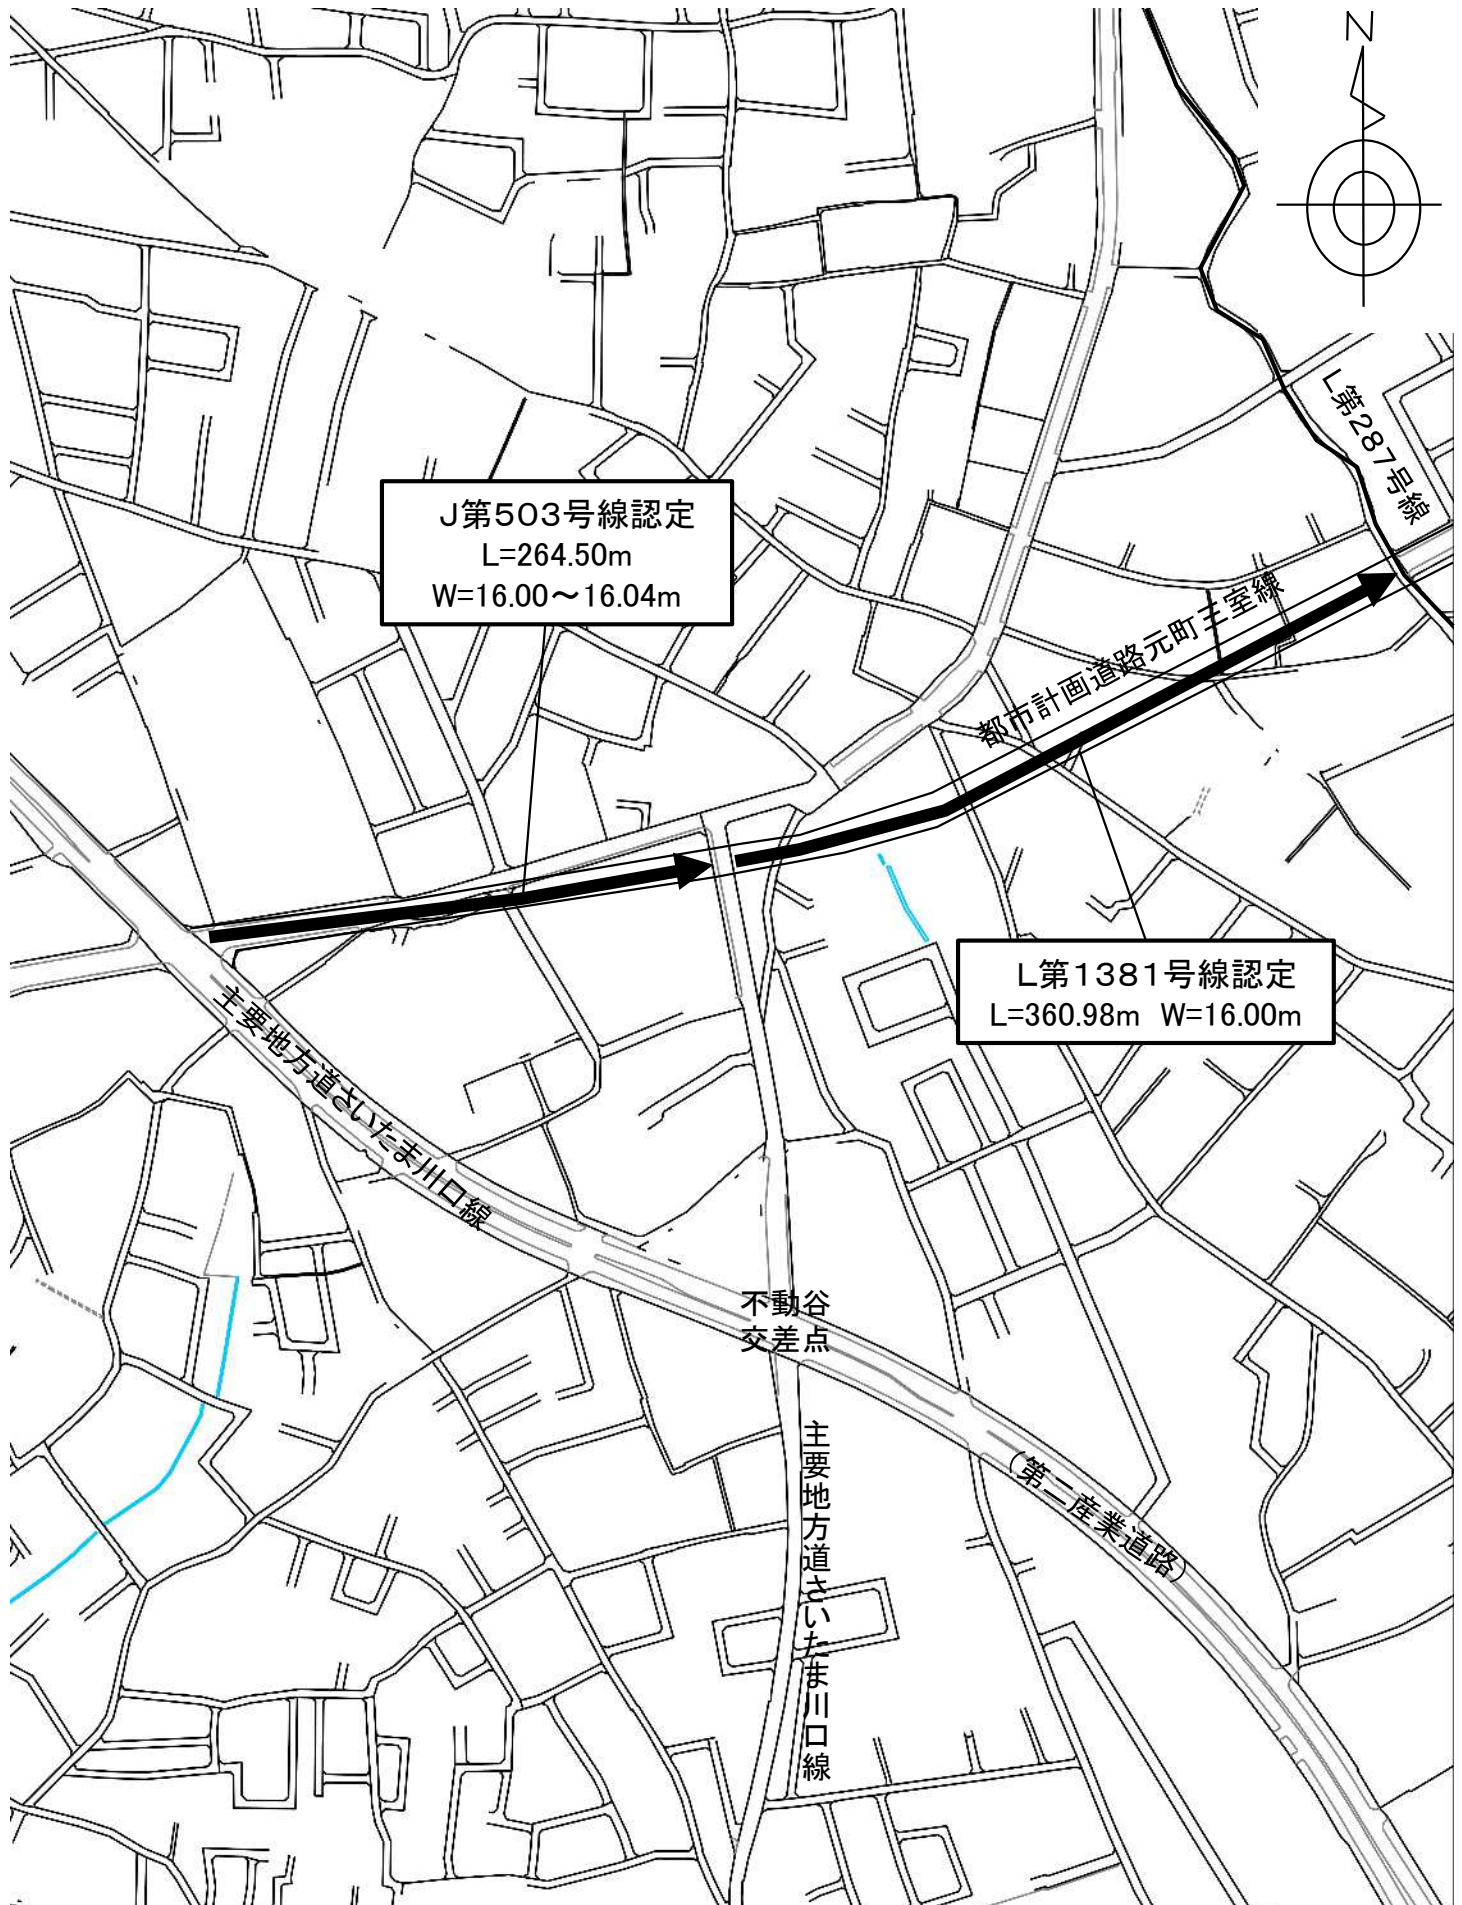 N
L第287号線
J第503号線認定
L=264.50m
W=16.00～16.04m
都市計画道路元町三室線
L第1381号線認定
L=360.98m W=16.00m
主要地方道さいたま川口線
不動谷
交差点
主要地方道さいたま川口線
（第二産業道路）